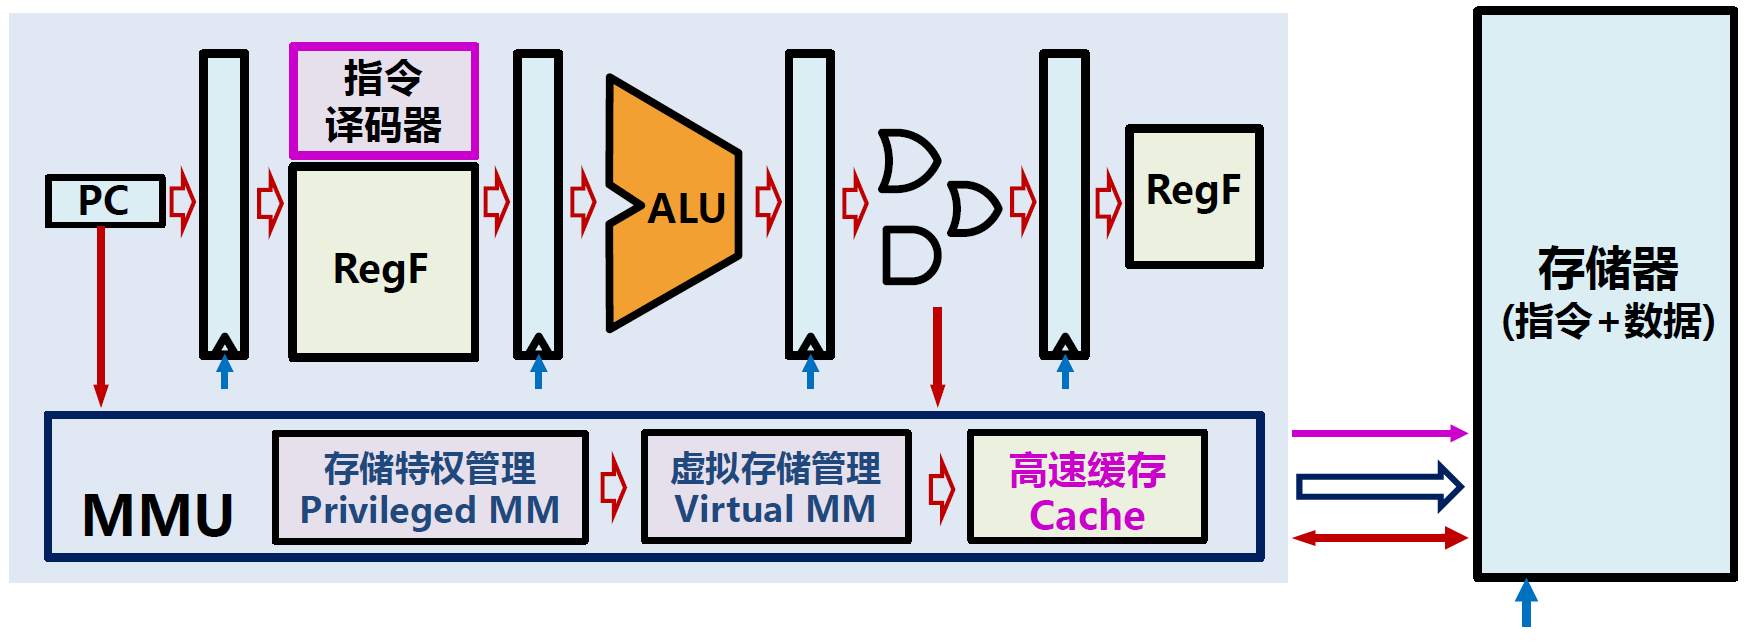 指令
译码器
PC
RegF
ALU
RegF
存储器
(指令+数据)
MMU
存储特权管理
Privileged MM
虚拟存储管理
Virtual MM
高速缓存
Cache